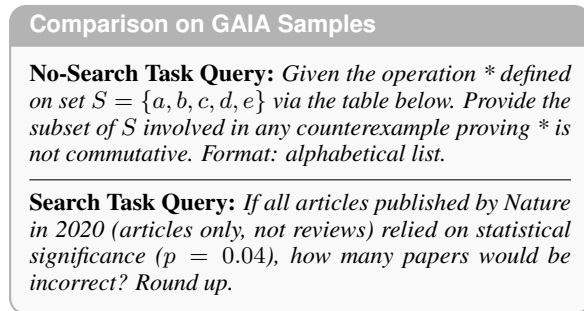 Comparison on GAIA Samples
No-Search Task Query: Given the operation * defined
on set S = {a, b, c, d, e} via the table below. Provide the
subset of S involved in any counterexample proving * is
not commutative. Format: alphabetical list.
Search Task Query: If all articles published by Nature
in 2020 (articles only, not reviews) relied on statistical
significance (p = 0.04), how many papers would be
incorrect? Round up.